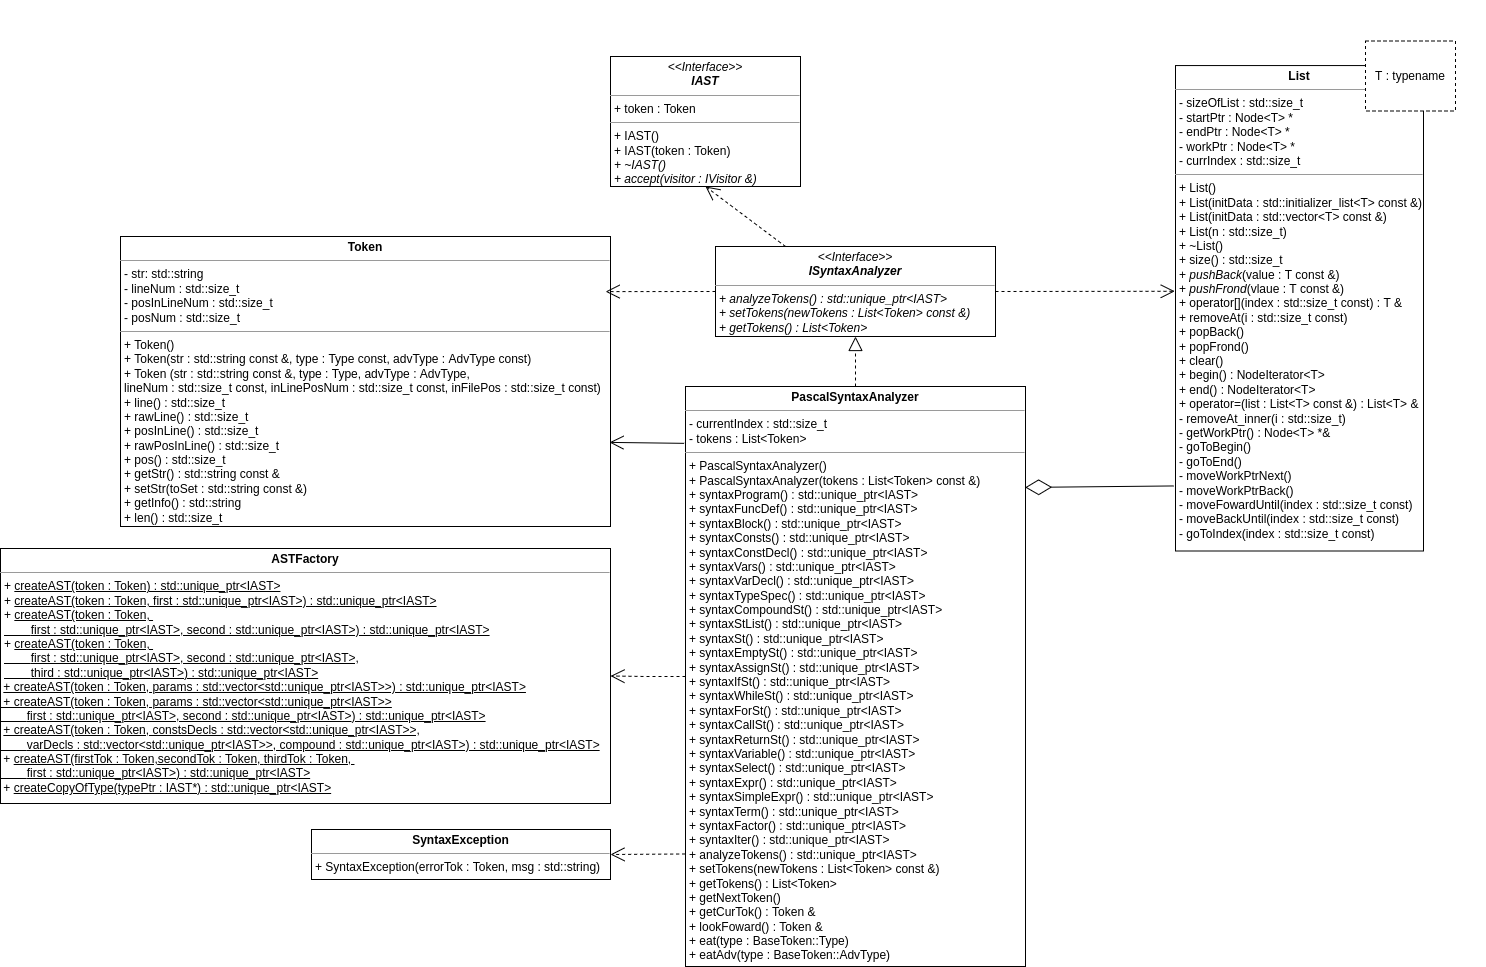 <<Interface>>
IAST
+ token : Token
+ IAST()
+ IAST(token : Token)
+ ~IAST()
+ accept(visitor : IVisitor &)
T : typename
List
- sizeOfList : std::size_t
- startPtr : Node<T> *
- endPtr : Node<T> *
- workPtr : Node<T> *
- currIndex : std::size_t
+ List()
+ List(initData : std::initializer_list<T> const &)
+ List(initData : std::vector<T> const &)
+ List(n : std::size_t)
+ ~List()
+ size() : std::size_t
+ pushBack(value : T const &)
+ pushFrond(vlaue : T const &)
+ operator[](index : std::size_t const) : T &
+ removeAt(i : std::size_t const)
+ popBack()
+ popFrond()
+ clear()
+ begin() : NodeIterator<T>
+ end() : NodeIterator<T>
+ operator=(list : List<T> const &) : List<T> &
- removeAt_inner(i : std::size_t)
- getWorkPtr() : Node<T> *&
- goToBegin()
- goToEnd()
- moveWorkPtrNext()
- moveWorkPtrBack()
- moveFowardUntil(index : std::size_t const)
- moveBackUntil(index : std::size_t const)
- goToIndex(index : std::size_t const)
Token
- str: std::string
- lineNum : std::size_t
- posInLineNum : std::size_t
- posNum : std::size_t
+ Token()
+ Token(str : std::string const &, type : Type const, advType : AdvType const)
+ Token (str : std::string const &, type : Type, advType : AdvType,
lineNum : std::size_t const, inLinePosNum : std::size_t const, inFilePos : std::size_t const)
+ line() : std::size_t
+ rawLine() : std::size_t
+ posInLine() : std::size_t
+ rawPosInLine() : std::size_t
+ pos() : std::size_t
+ getStr() : std::string const &
+ setStr(toSet : std::string const &)
+ getInfo() : std::string
+ len() : std::size_t
<<Interface>>
ISyntaxAnalyzer
+ analyzeTokens() : std::unique_ptr<IAST>
+ setTokens(newTokens : List<Token> const &)
+ getTokens() : List<Token>
PascalSyntaxAnalyzer
- currentIndex : std::size_t
- tokens : List<Token>
+ PascalSyntaxAnalyzer()
+ PascalSyntaxAnalyzer(tokens : List<Token> const &)
+ syntaxProgram() : std::unique_ptr<IAST>
+ syntaxFuncDef() : std::unique_ptr<IAST>
+ syntaxBlock() : std::unique_ptr<IAST>
+ syntaxConsts() : std::unique_ptr<IAST>
+ syntaxConstDecl() : std::unique_ptr<IAST>
+ syntaxVars() : std::unique_ptr<IAST>
+ syntaxVarDecl() : std::unique_ptr<IAST>
+ syntaxTypeSpec() : std::unique_ptr<IAST>
+ syntaxCompoundSt() : std::unique_ptr<IAST>
+ syntaxStList() : std::unique_ptr<IAST>
+ syntaxSt() : std::unique_ptr<IAST>
+ syntaxEmptySt() : std::unique_ptr<IAST>
+ syntaxAssignSt() : std::unique_ptr<IAST>
+ syntaxIfSt() : std::unique_ptr<IAST>
+ syntaxWhileSt() : std::unique_ptr<IAST>
+ syntaxForSt() : std::unique_ptr<IAST>
+ syntaxCallSt() : std::unique_ptr<IAST>
+ syntaxReturnSt() : std::unique_ptr<IAST>
+ syntaxVariable() : std::unique_ptr<IAST>
+ syntaxSelect() : std::unique_ptr<IAST>
+ syntaxExpr() : std::unique_ptr<IAST>
+ syntaxSimpleExpr() : std::unique_ptr<IAST>
+ syntaxTerm() : std::unique_ptr<IAST>
+ syntaxFactor() : std::unique_ptr<IAST>
+ syntaxIter() : std::unique_ptr<IAST>
+ analyzeTokens() : std::unique_ptr<IAST>
+ setTokens(newTokens : List<Token> const &)
+ getTokens() : List<Token>
+ getNextToken()
+ getCurTok() : Token &
+ lookFoward() : Token &
+ eat(type : BaseToken::Type)
+ eatAdv(type : BaseToken::AdvType)
ASTFactory
+ createAST(token : Token) : std::unique_ptr<IAST>
+ createAST(token : Token, first : std::unique_ptr<IAST>) : std::unique_ptr<IAST>
+ createAST(token : Token,
first : std::unique_ptr<IAST>, second : std::unique_ptr<IAST>) : std::unique_ptr<IAST>
+ createAST(token : Token,
first : std::unique_ptr<IAST>, second : std::unique_ptr<IAST>,
third : std::unique_ptr<IAST>) : std::unique_ptr<IAST>
+ createAST(token : Token, params : std::vector<std::unique_ptr<IAST>>) : std::unique_ptr<IAST>
+ createAST(token : Token, params : std::vector<std::unique_ptr<IAST>>
first : std::unique_ptr<IAST>, second : std::unique_ptr<IAST>) : std::unique_ptr<IAST>
+ createAST(token : Token, constsDecls : std::vector<std::unique_ptr<IAST>>,
varDecls : std::vector<std::unique_ptr<IAST>>, compound : std::unique_ptr<IAST>) : std::unique_ptr<IAST>
+ createAST(firstTok : Token,secondTok : Token, thirdTok : Token,
first : std::unique_ptr<IAST>) : std::unique_ptr<IAST>
+ createCopyOfType(typePtr : IAST*) : std::unique_ptr<IAST>
SyntaxException
+ SyntaxException(errorTok : Token, msg : std::string)